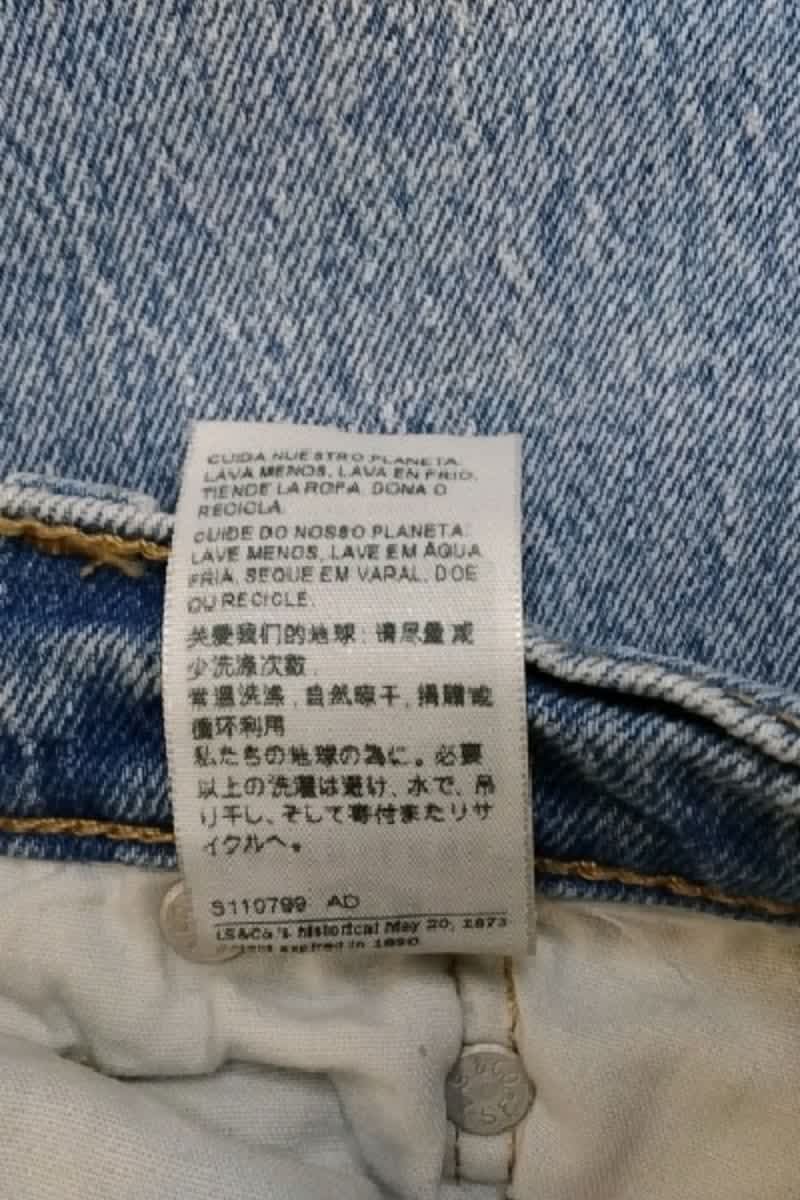 CUIDA NUESTRO PLANETA:
LAVA MENOS, LAVA EN FRIO,
TIENDE LA ROPA, DONA O
RECICLA.
CUIDE DO NOSSO PLANETA:
LAVE MENOS, LAVE EM ÁGUA
FRIA, SEQUE EM VARAL, DOE
OU RECICLE.
关爱我们的地球: 请尽量减
少洗涤次数.
常温洗涤, 自然晾干, 捐赠或
循环利用
私たちの地球の為に。必要
以上の洗濯は避け、水で、吊
り干し、そして寄付またリサ
イクルへ。
S110799 AD
LS&Co.'s historical May 20, 1873
patent expired in 1890